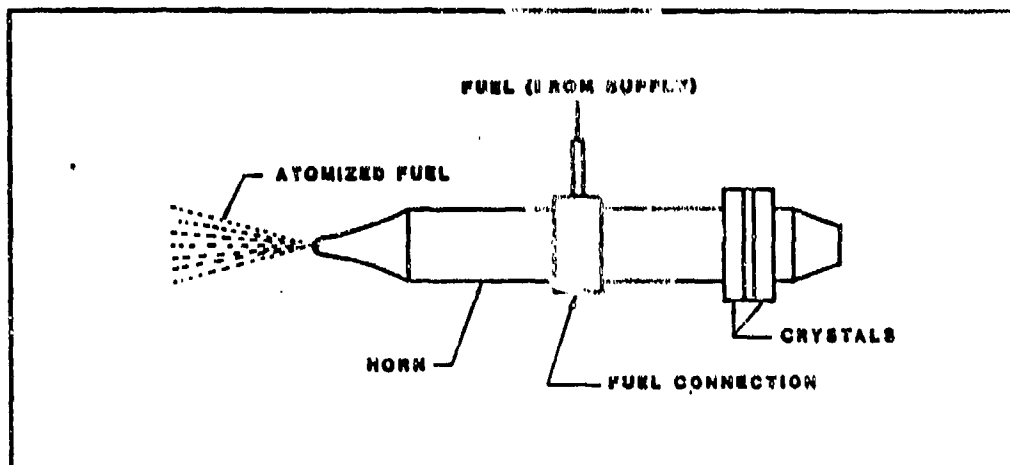 FUEL (FROM SUPPLY)
ATOMIZED FUEL
CRYSTALS
HORN
FUEL CONNECTION